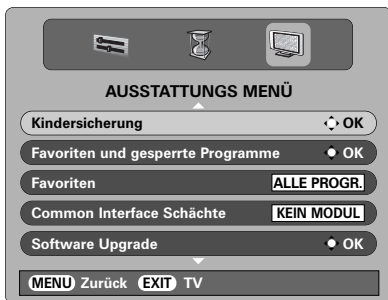 AUSSTATTUNGS MENÜ
Kindersicherung OK
Favoriten und gesperrte Programme OK
Favoriten ALLE PROGR.
Common Interface Schächte KEIN MODUL
Software Upgrade OK
MENU Zurück EXIT TV